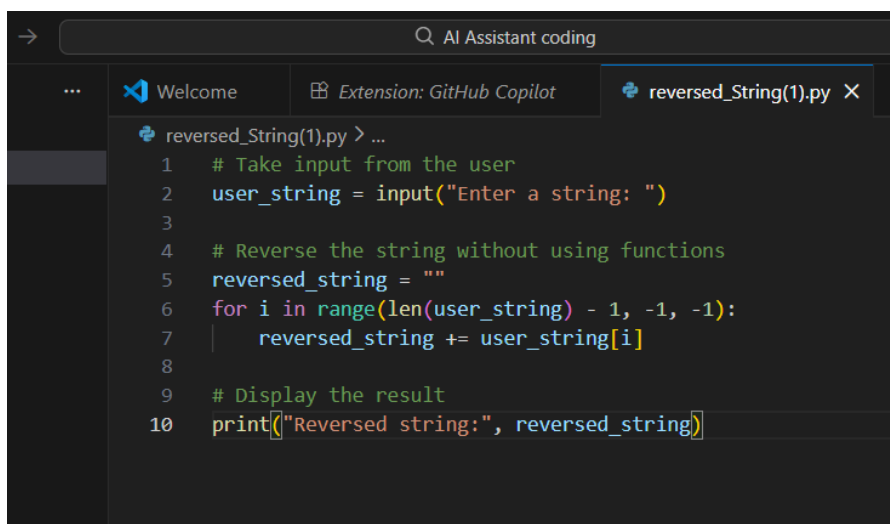 AI Assistant coding
... Welcome Extension: GitHub Copilot reversed_String(1).py
reversed_String(1).py > ...
1 # Take input from the user
2 user_string = input("Enter a string: ")
3
4 # Reverse the string without using functions
5 reversed_string = ""
6 for i in range(len(user_string) - 1, -1, -1):
7     reversed_string += user_string[i]
8
9 # Display the result
10 print("Reversed string:", reversed_string)